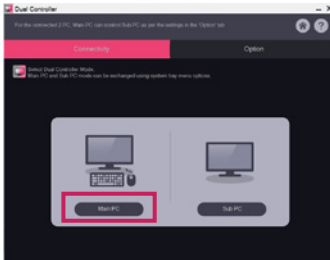 Dual Controller
For the connected 2 PC, Main PC can control Sub PC as per the settings in the 'Option' tab
Connectivity
Option
Select Dual Controller Mode.
Main PC and Sub PC mode can be exchanged using system tray menu options.
Main PC
Sub PC